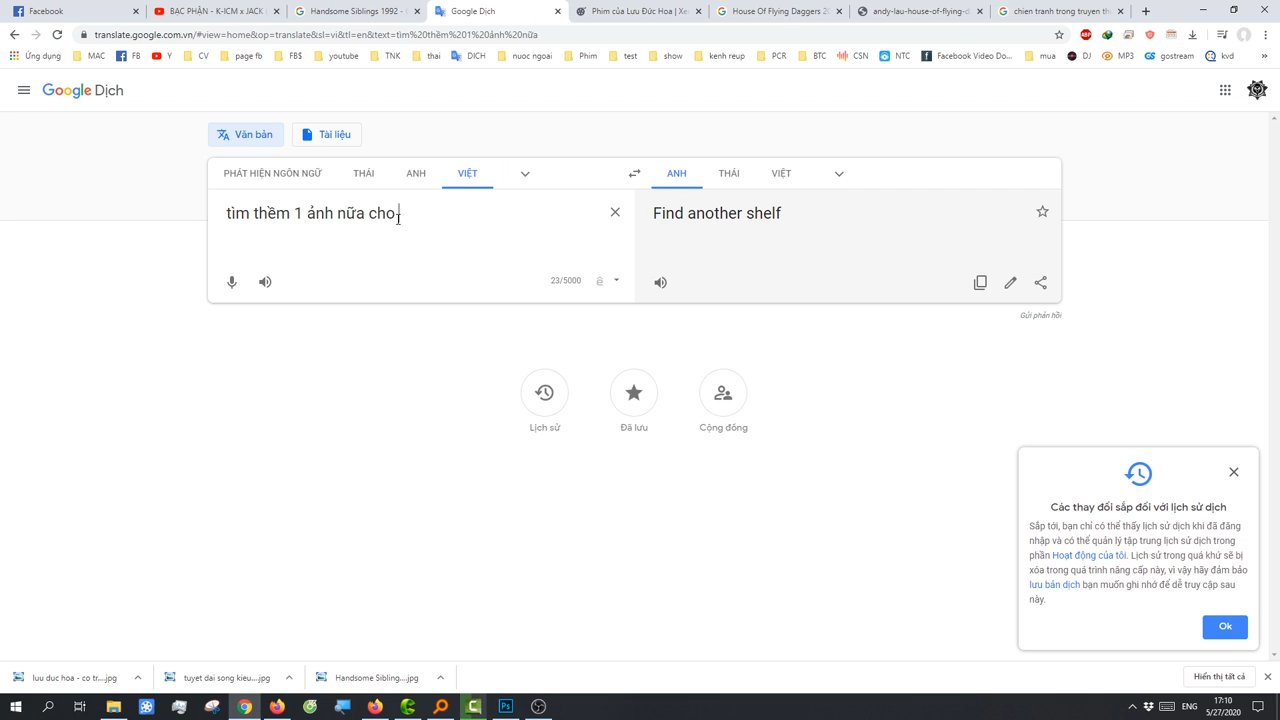 Facebook
BẠC PHẬN - K-ICM x JACK |
Handsome Siblings 1992 -
Google Dịch
Phim của Lưu Đức Hoa | Xe
House Of Flying Daggers 20
andy-lau-house-of-flying-d
chien tranh trong truyen th
translate.google.com.vn/#view=home&op=translate&sl=vi&tl=en&text=tìm%20thềm%201%20ảnh%20nữa
Ứng dụng MAC FB Y CV page fb FB$ youtube TNK thai DICH nuoc ngoai Phim test show kenh reup PCR BTC CSN NTC Facebook Video Do... mua DJ MP3 gostream kvd
Google Dịch
Văn bản Tài liệu
PHÁT HIỆN NGÔN NGỮ THÁI ANH VIỆT ANH THÁI VIỆT
tìm thềm 1 ảnh nữa cho
Find another shelf
23/5000
Gửi phản hồi
Lịch sử Đã lưu Cộng đồng
Các thay đổi sắp đối với lịch sử dịch
Sắp tới, bạn chỉ có thể thấy lịch sử dịch khi đã đăng
nhập và có thể quản lý tập trung lịch sử dịch trong
phần Hoạt động của tôi. Lịch sử trong quá khứ sẽ bị
xóa trong quá trình nâng cấp này, vì vậy hãy đảm bảo
lưu bản dịch bạn muốn ghi nhớ để dễ truy cập sau
này.
Ok
luu duc hoa - co tr....jpg
tuyet dai song kieu....jpg
Handsome Sibling....jpg
Hiển thị tất cả
ENG
17:10
5/27/2020